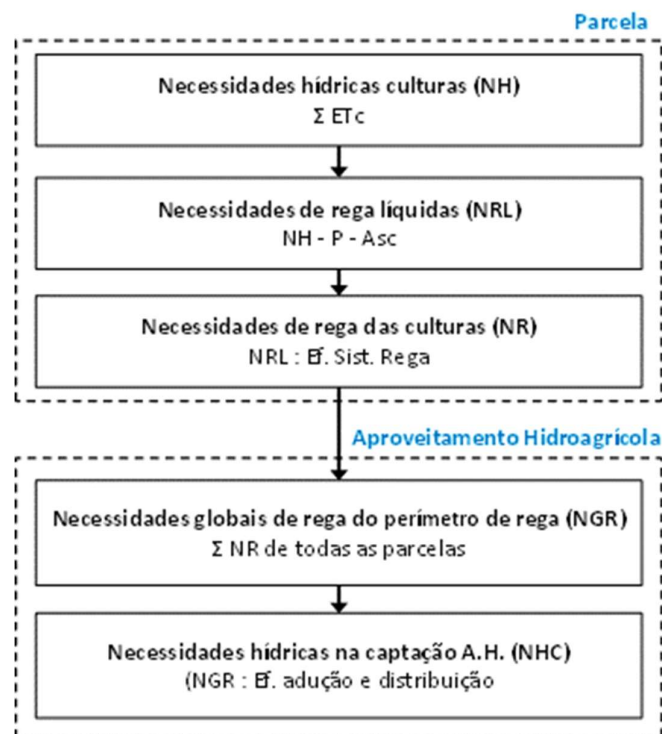 Parcela
Necessidades hídricas culturas (NH)
Σ ETc
Necessidades de rega líquidas (NRL)
NH - P - Asc
Necessidades de rega das culturas (NR)
NRL : Ef. Sist. Rega
Aproveitamento Hidroagrícola
Necessidades globais de rega do perímetro de rega (NGR)
Σ NR de todas as parcelas
Necessidades hídricas na captação A.H. (NHC)
(NGR : Ef. adução e distribuição